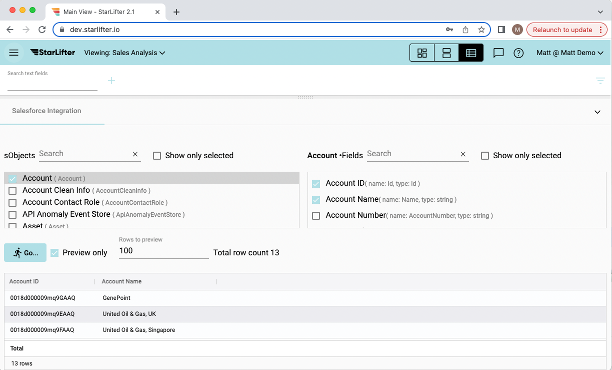 Main View - StarLifter 2.1
dev.starlifter.io
M
Relaunch to update
StarLifter
Viewing: Sales Analysis
Matt @ Matt Demo
Search text fields
Salesforce Integration
sObjects
Search
Show only selected
Account •Fields
Search
Show only selected
Account ( Account )
Account Clean Info ( AccountCleanInfo )
Account Contact Role ( AccountContactRole )
API Anomaly Event Store ( ApiAnomalyEventStore )
Asset ( Asset )
Account ID ( name: Id, type: id )
Account Name ( name: Name, type: string )
Account Number ( name: AccountNumber, type: string )
Go...
Preview only
Rows to preview
100
Total row count 13
Account ID Account Name
0018d000009mq9GAAQ GenePoint
0018d000009mq9EAAQ United Oil & Gas, UK
0018d000009mq9FAAQ United Oil & Gas, Singapore
Total
13 rows